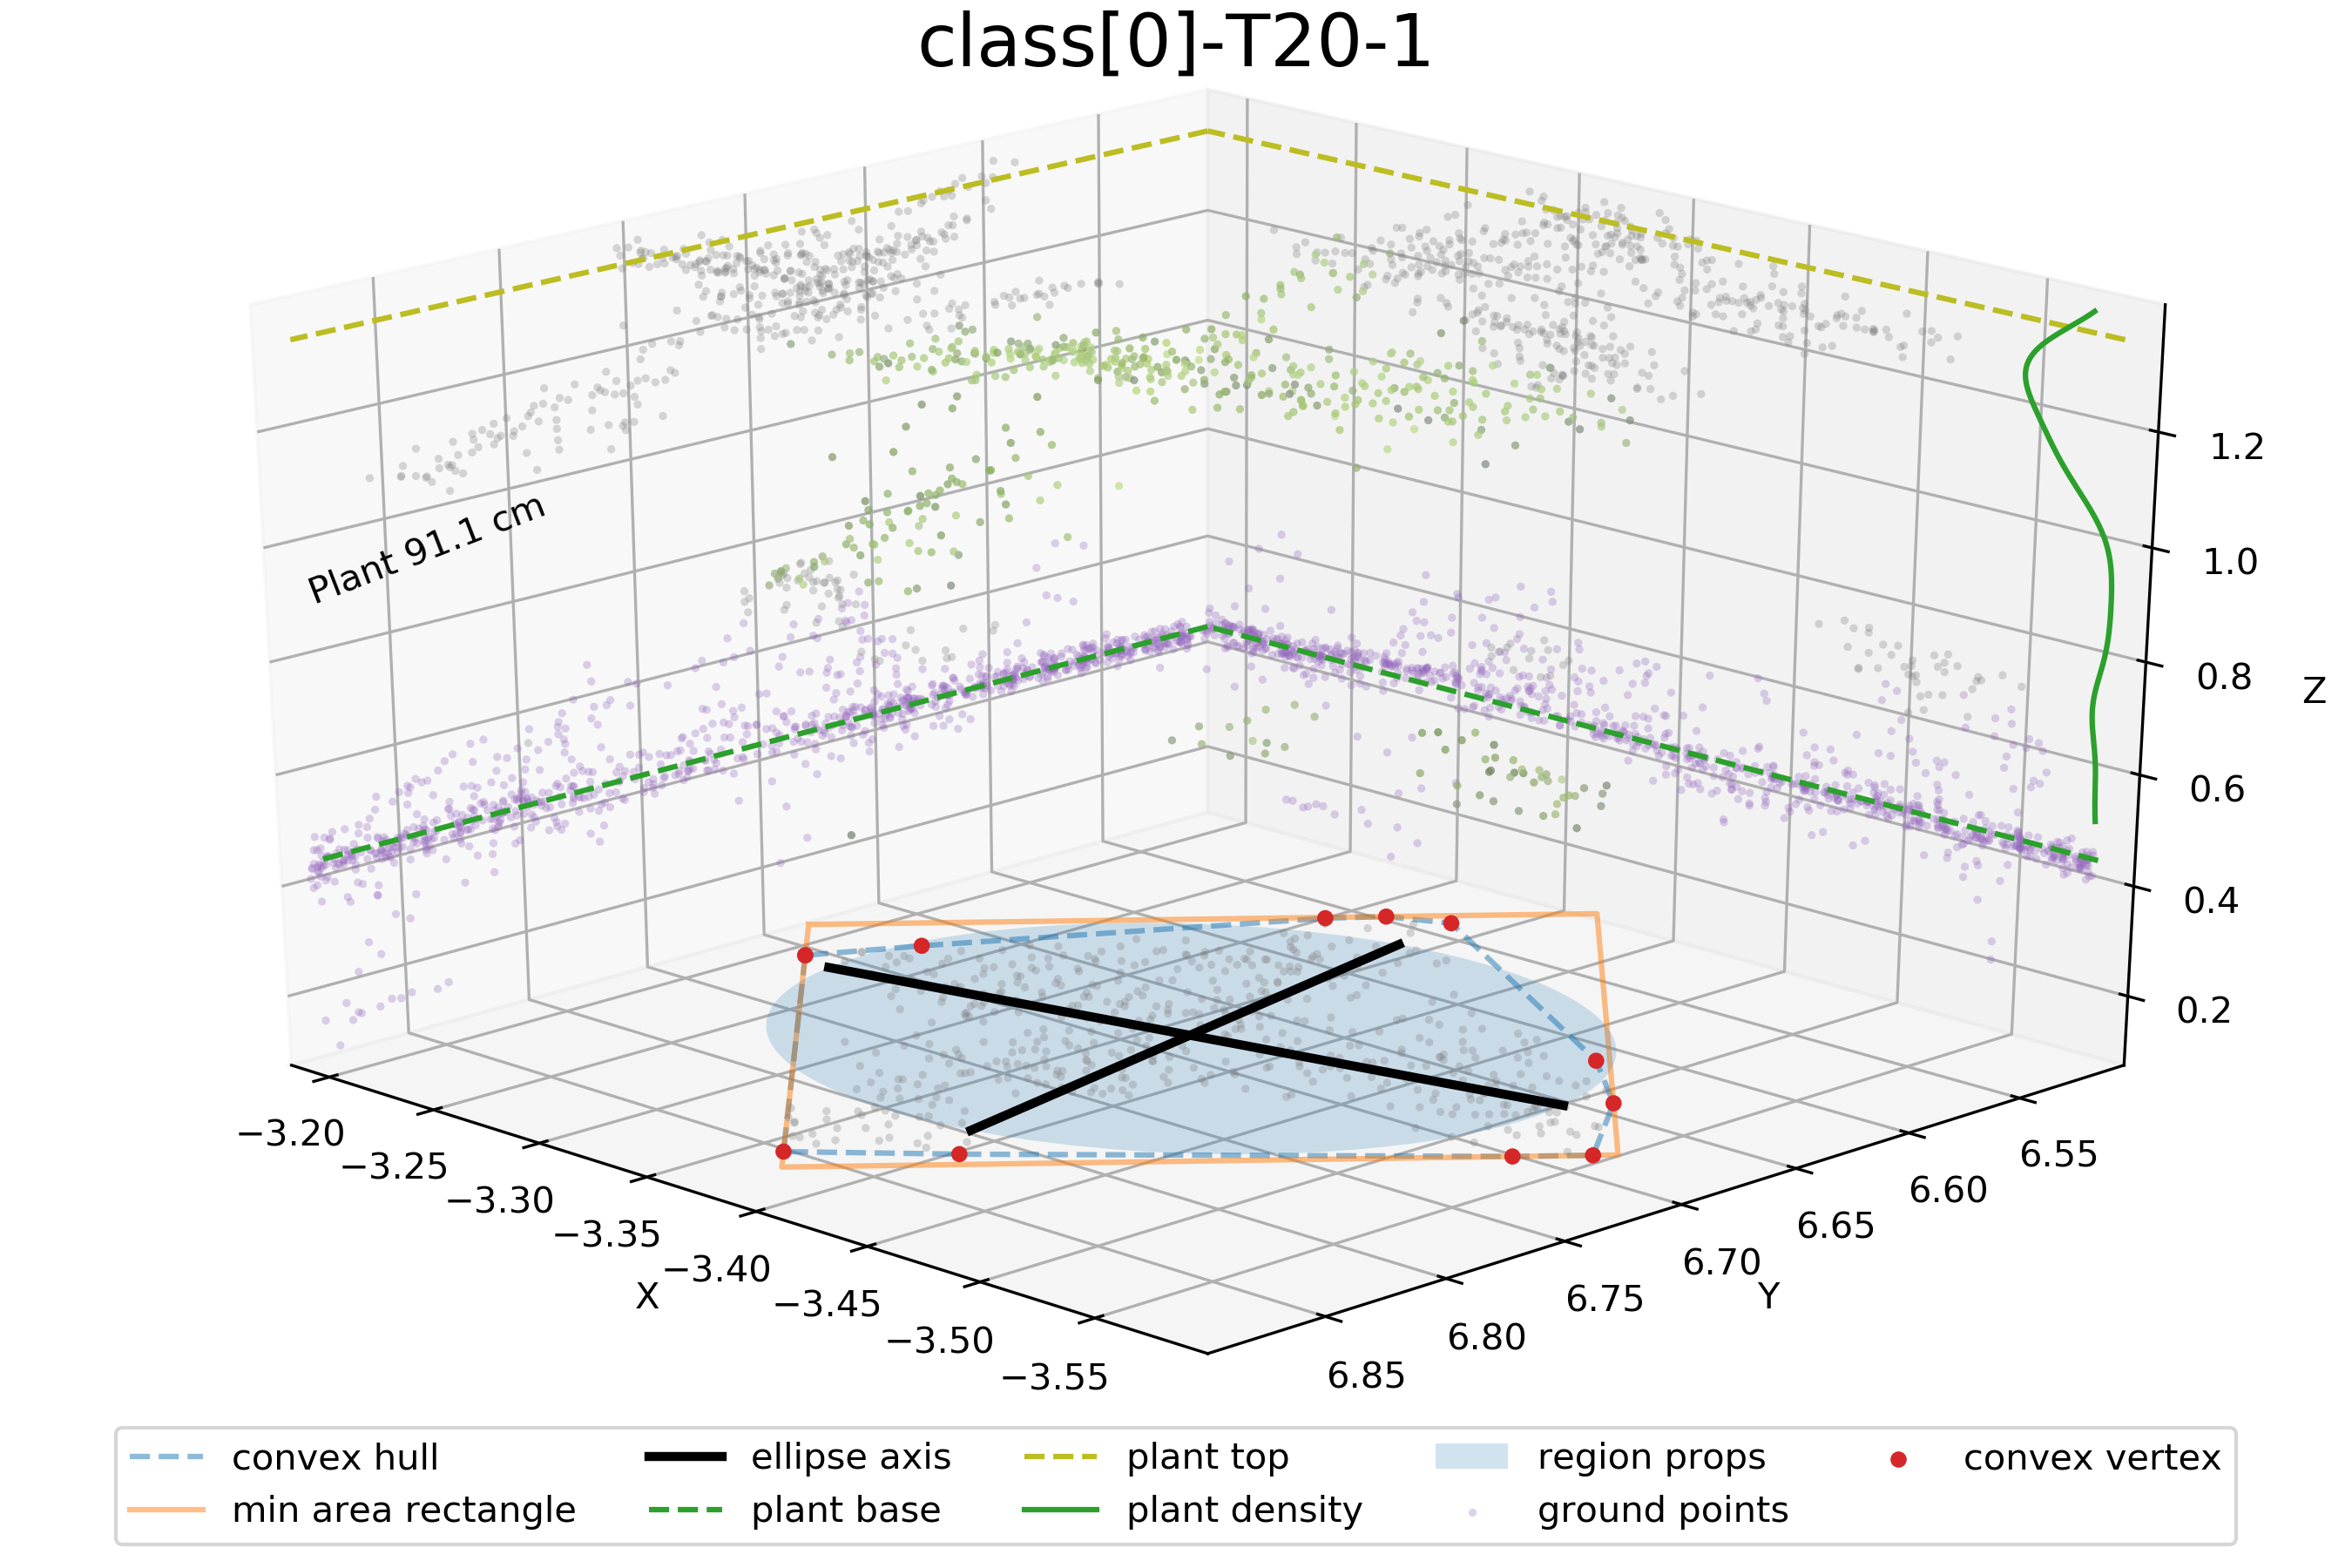 class[0]-T20-1
Plant 91.1 cm
1.2
1.0
0.8
0.6
0.4
0.2
Z
−3.20
−3.25
−3.30
−3.35
−3.40
−3.45
−3.50
−3.55
X
6.55
6.60
6.65
6.70
6.75
6.80
6.85
Y
convex hull
min area rectangle
ellipse axis
plant base
plant top
plant density
region props
ground points
convex vertex